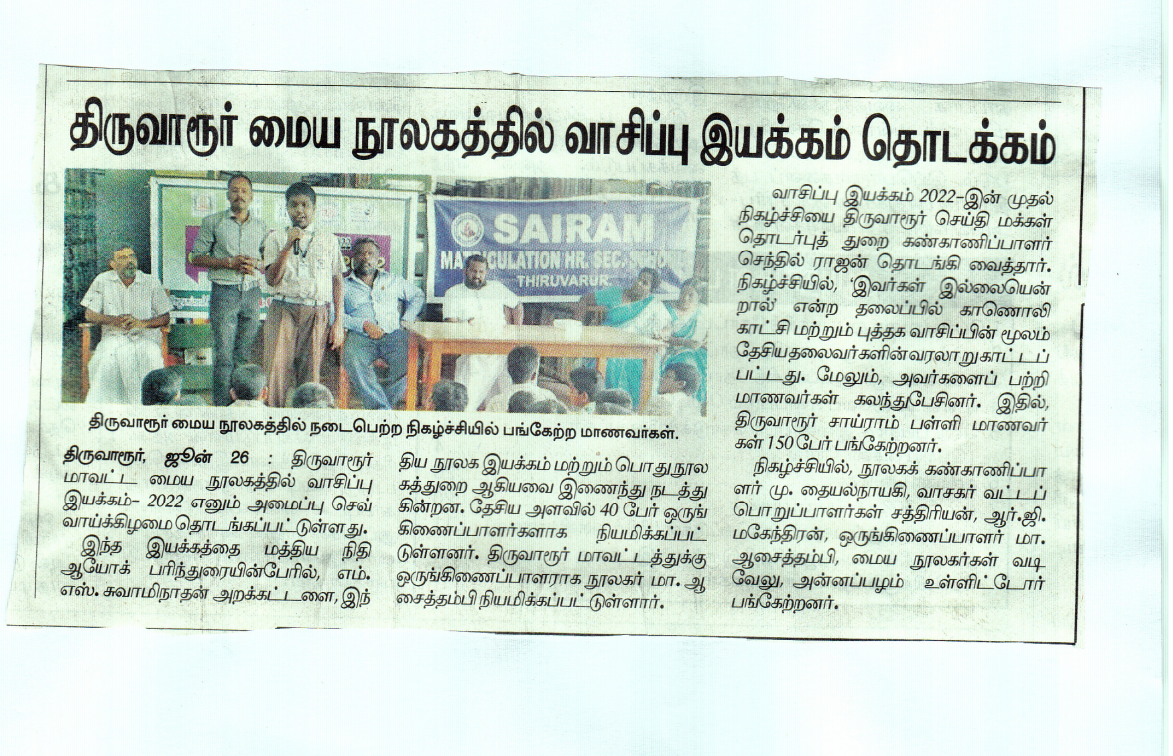 திருவாரூர் மைய நூலகத்தில் வாசிப்பு இயக்கம் தொடக்கம்
SAIRAM
MATRICULATION HR. SEC. SCHOOL
THIRUVARUR
திருவாரூர் மைய நூலகத்தில் நடைபெற்ற நிகழ்ச்சியில் பங்கேற்ற மாணவர்கள்.
திருவாரூர், ஜூன் 26 : திருவாரூர்
மாவட்ட மைய நூலகத்தில் வாசிப்பு
இயக்கம்- 2022 எனும் அமைப்பு செவ்
வாய்க்கிழமை தொடங்கப்பட்டுள்ளது.
இந்த இயக்கத்தை மத்திய நிதி
ஆயோக் பரிந்துரையின்பேரில், எம்.
எஸ். சுவாமிநாதன் அறக்கட்டளை, இந்
திய நூலக இயக்கம் மற்றும் பொது நூல
கத்துறை ஆகியவை இணைந்து நடத்து
கின்றன. தேசிய அளவில் 40 பேர் ஒருங்
கிணைப்பாளர்களாக நியமிக்கப்பட்
டுள்ளனர். திருவாரூர் மாவட்டத்துக்கு
ஒருங்கிணைப்பாளராக நூலகர் மா. ஆ
சைத்தம்பி நியமிக்கப்பட்டுள்ளார்.
வாசிப்பு இயக்கம் 2022-இன் முதல்
நிகழ்ச்சியை திருவாரூர் செய்தி மக்கள்
தொடர்புத் துறை கண்காணிப்பாளர்
செந்தில் ராஜன் தொடங்கி வைத்தார்.
நிகழ்ச்சியில், 'இவர்கள் இல்லையென்
றால்' என்ற தலைப்பில் காணொலி
காட்சி மற்றும் புத்தக வாசிப்பின் மூலம்
தேசிய தலைவர்களின் வரலாறு காட்டப்
பட்டது. மேலும், அவர்களைப் பற்றி
மாணவர்கள் கலந்துபேசினர். இதில்,
திருவாரூர் சாய்ராம் பள்ளி மாணவர்
கள் 150 பேர் பங்கேற்றனர்.
நிகழ்ச்சியில், நூலகக் கண்காணிப்பா
ளர் மு. தையல்நாயகி, வாசகர் வட்டப்
பொறுப்பாளர்கள் சத்திரியன், ஆர்.ஜி.
மகேந்திரன், ஒருங்கிணைப்பாளர் மா.
ஆசைத்தம்பி, மைய நூலகர்கள் வடி
வேலு, அன்னப்பழம் உள்ளிட்டோர்
பங்கேற்றனர்.